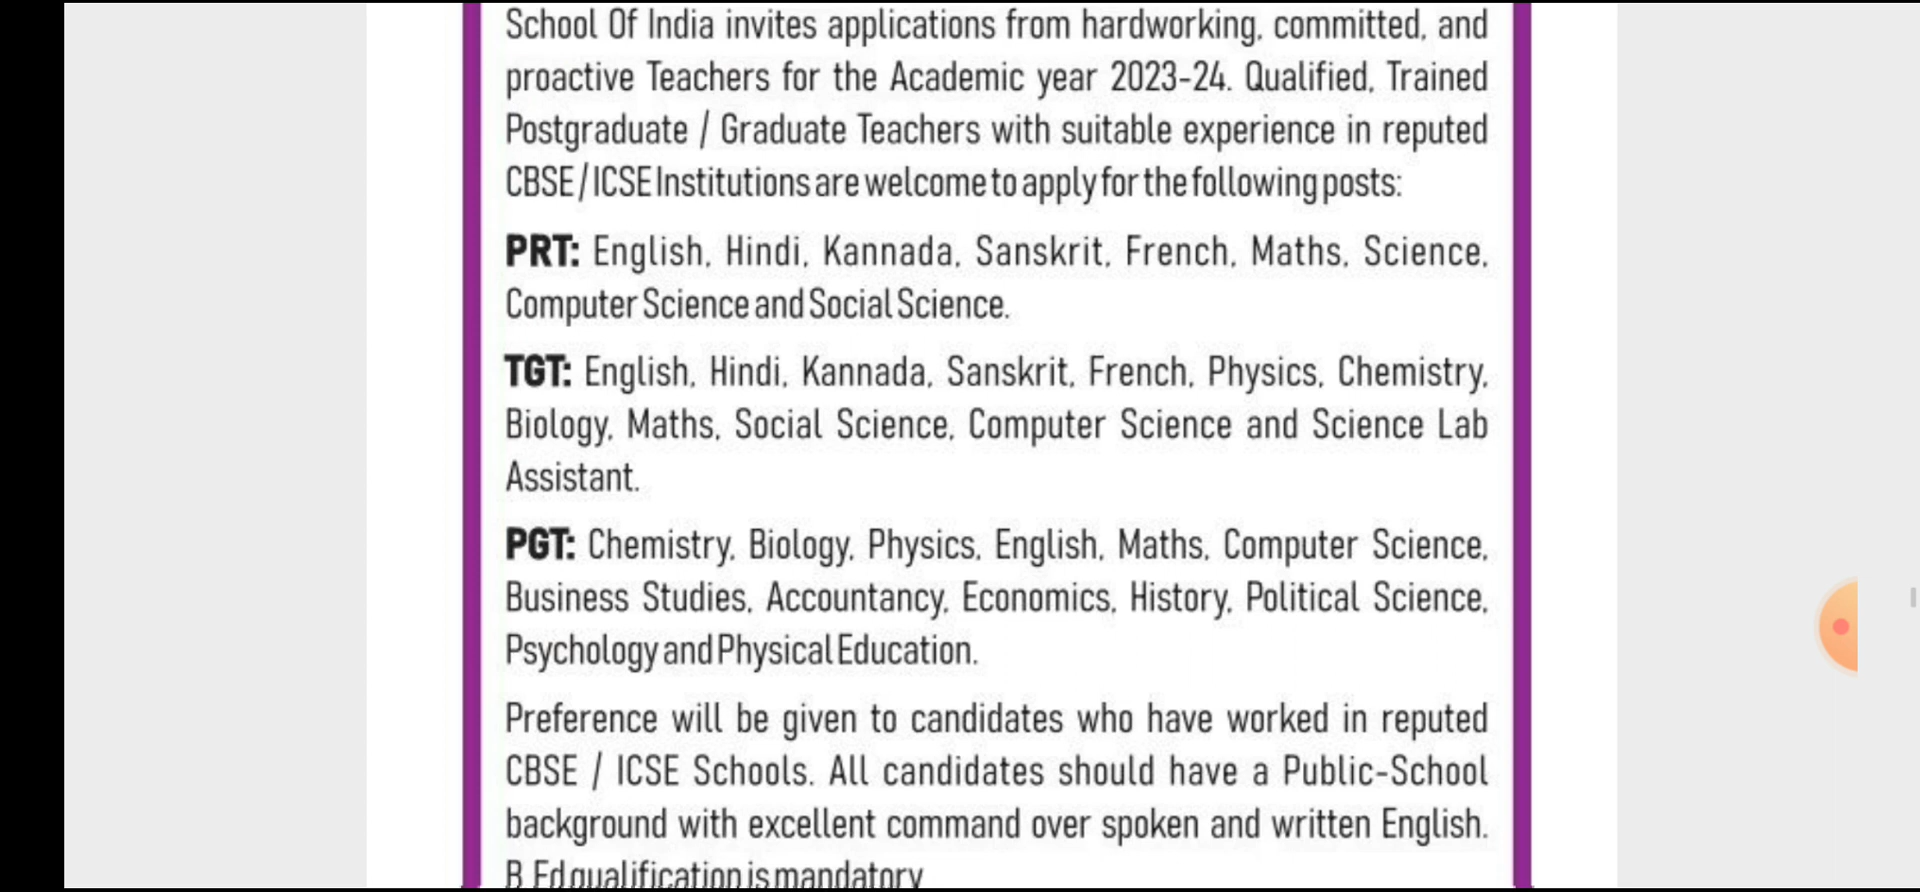 School Of India invites applications from hardworking, committed, and
proactive Teachers for the Academic year 2023-24. Qualified, Trained
Postgraduate / Graduate Teachers with suitable experience in reputed
CBSE / ICSE Institutions are welcome to apply for the following posts:
PRT: English, Hindi, Kannada, Sanskrit, French, Maths, Science,
Computer Science and Social Science.
TGT: English, Hindi, Kannada, Sanskrit, French, Physics, Chemistry,
Biology, Maths, Social Science, Computer Science and Science Lab
Assistant.
PGT: Chemistry, Biology, Physics, English, Maths, Computer Science,
Business Studies, Accountancy, Economics, History, Political Science,
Psychology and Physical Education.
Preference will be given to candidates who have worked in reputed
CBSE / ICSE Schools. All candidates should have a Public-School
background with excellent command over spoken and written English.
B Ed qualification is mandatory